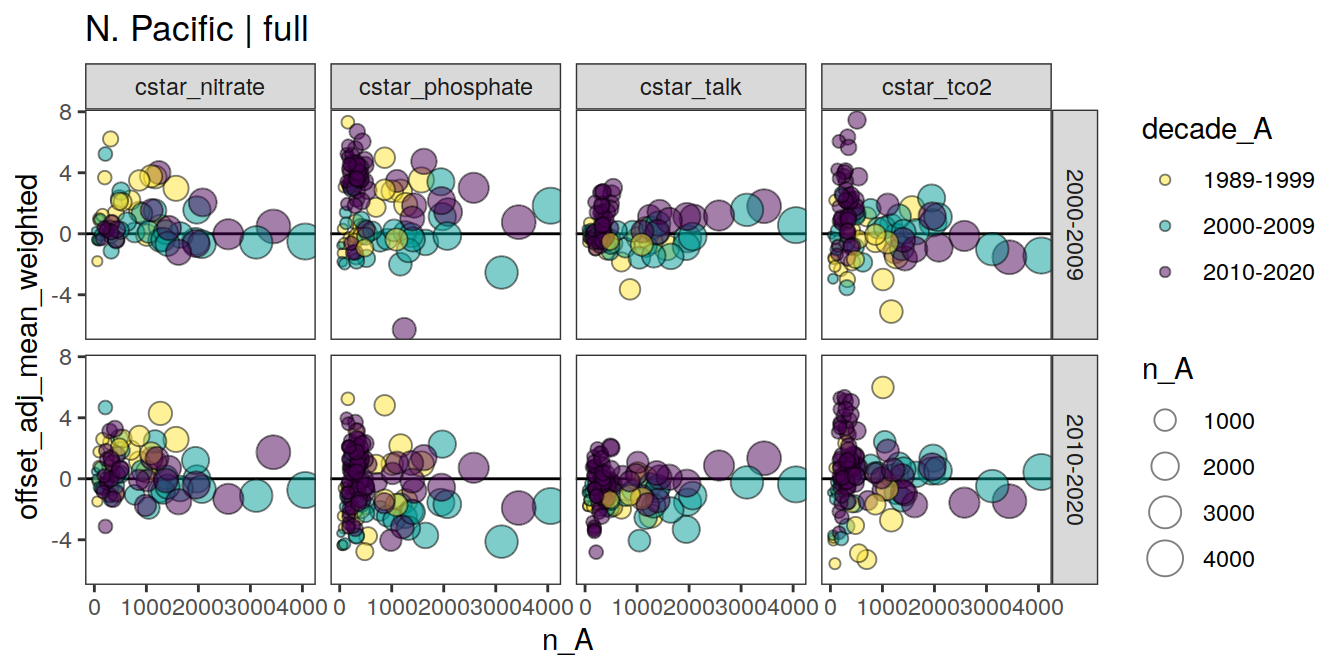 N. Pacific | full
cstar_nitrate cstar_phosphate cstar_talk cstar_tco2
8
4
0
-4
2000-2009
8
4
0
-4
2010-2020
0 1000 2000 3000 4000 0 1000 2000 3000 4000 0 1000 2000 3000 4000 0 1000 2000 3000 4000
n_A
offset_adj_mean_weighted
decade_A
1989-1999
2000-2009
2010-2020
n_A
1000
2000
3000
4000